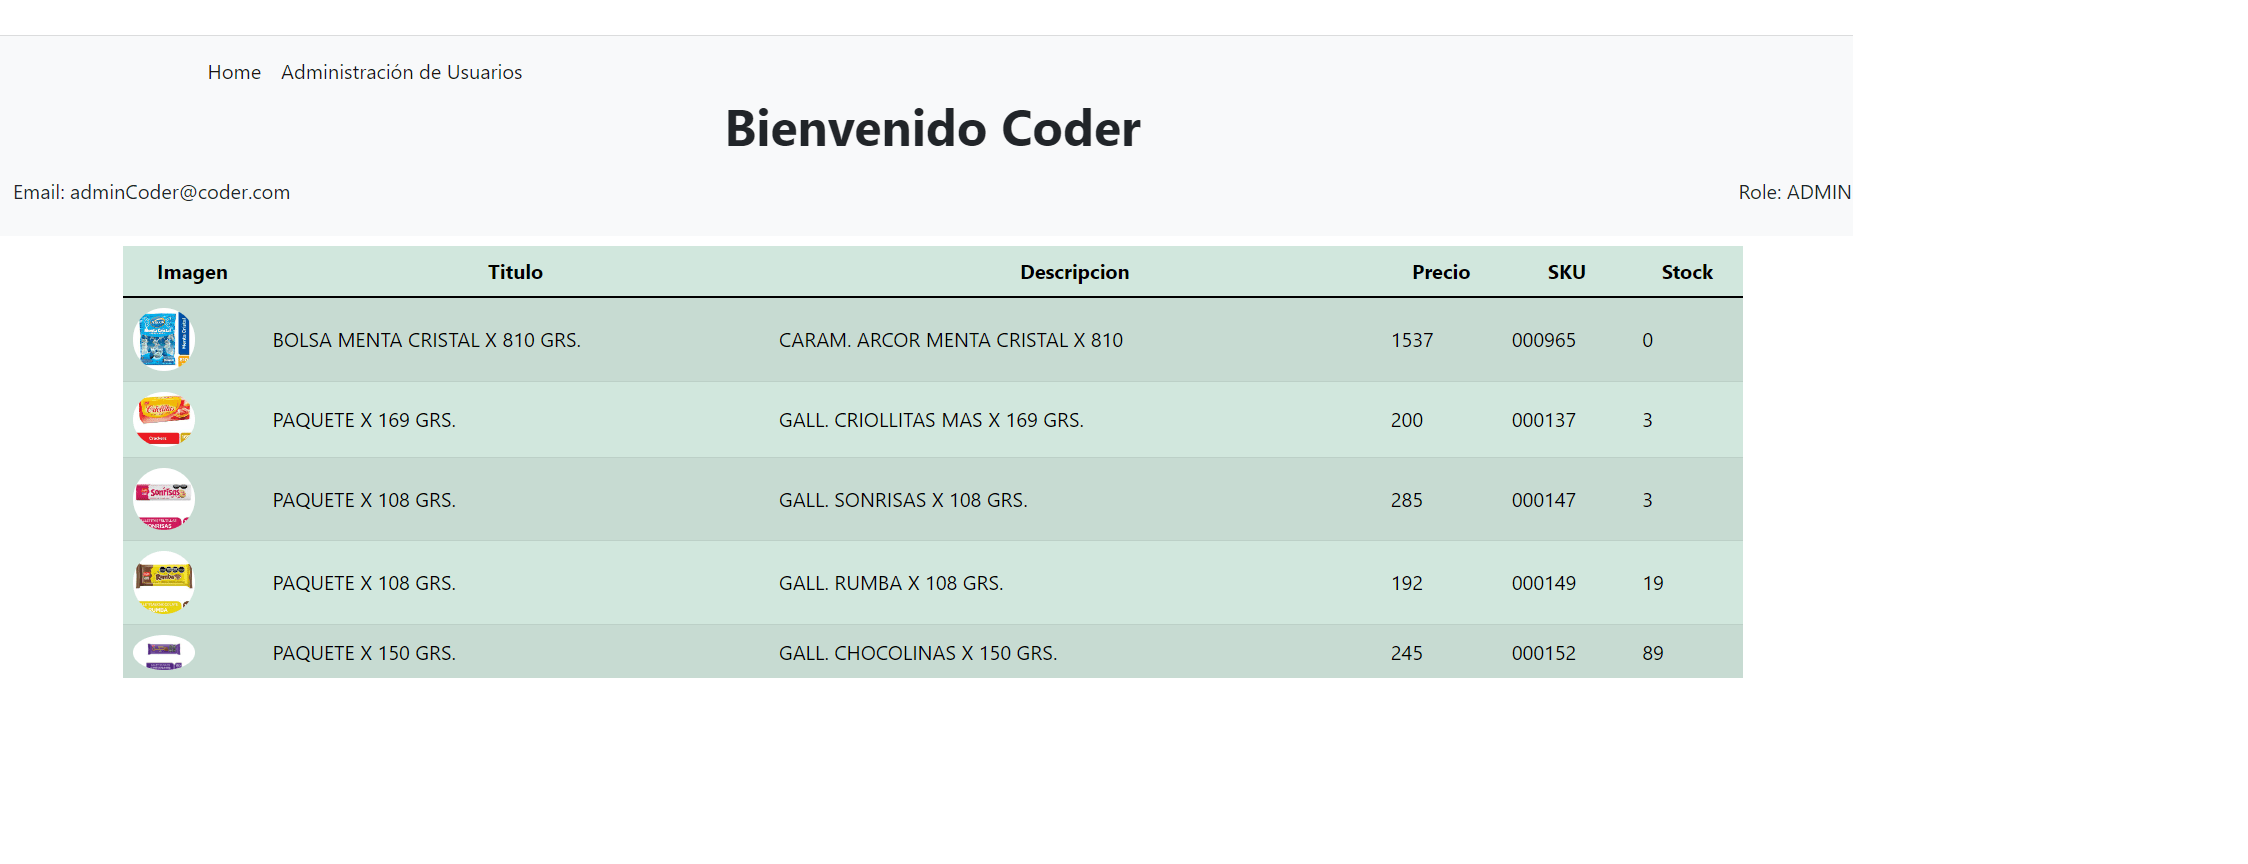 Home Administración de Usuarios
Bienvenido Coder
Email: adminCoder@coder.com Role: ADMIN
Imagen Titulo Descripcion Precio SKU Stock
BOLSA MENTA CRISTAL X 810 GRS. CARAM. ARCOR MENTA CRISTAL X 810 1537 000965 0
PAQUETE X 169 GRS. GALL. CRIOLLITAS MAS X 169 GRS. 200 000137 3
Crackers
Sonrisas
PAQUETE X 108 GRS. GALL. SONRISAS X 108 GRS. 285 000147 3
Rumba
PAQUETE X 108 GRS. GALL. RUMBA X 108 GRS. 192 000149 19
PAQUETE X 150 GRS. GALL. CHOCOLINAS X 150 GRS. 245 000152 89